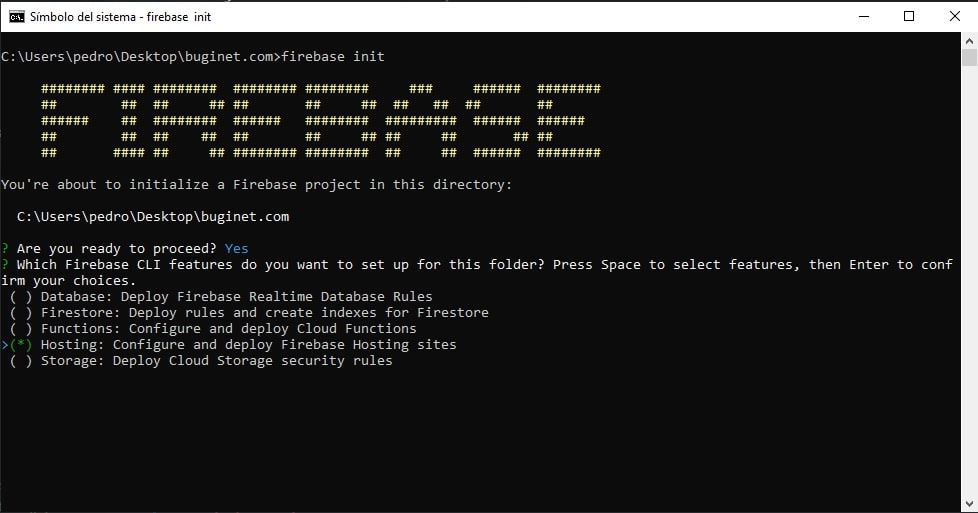 Símbolo del sistema - firebase  init
C:\Users\pedro\Desktop\buginet.com>firebase init
FIREBASE
You're about to initialize a Firebase project in this directory:
C:\Users\pedro\Desktop\buginet.com
? Are you ready to proceed? Yes
? Which Firebase CLI features do you want to set up for this folder? Press Space to select features, then Enter to conf
irm your choices.
( ) Database: Deploy Firebase Realtime Database Rules
( ) Firestore: Deploy rules and create indexes for Firestore
( ) Functions: Configure and deploy Cloud Functions
>(*) Hosting: Configure and deploy Firebase Hosting sites
( ) Storage: Deploy Cloud Storage security rules